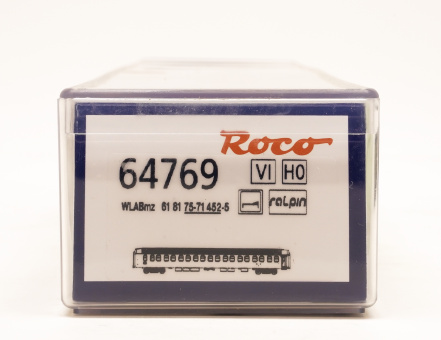 Roco
64769 VI H0
WLABmz 61 81 75-71 452-5 ralpin